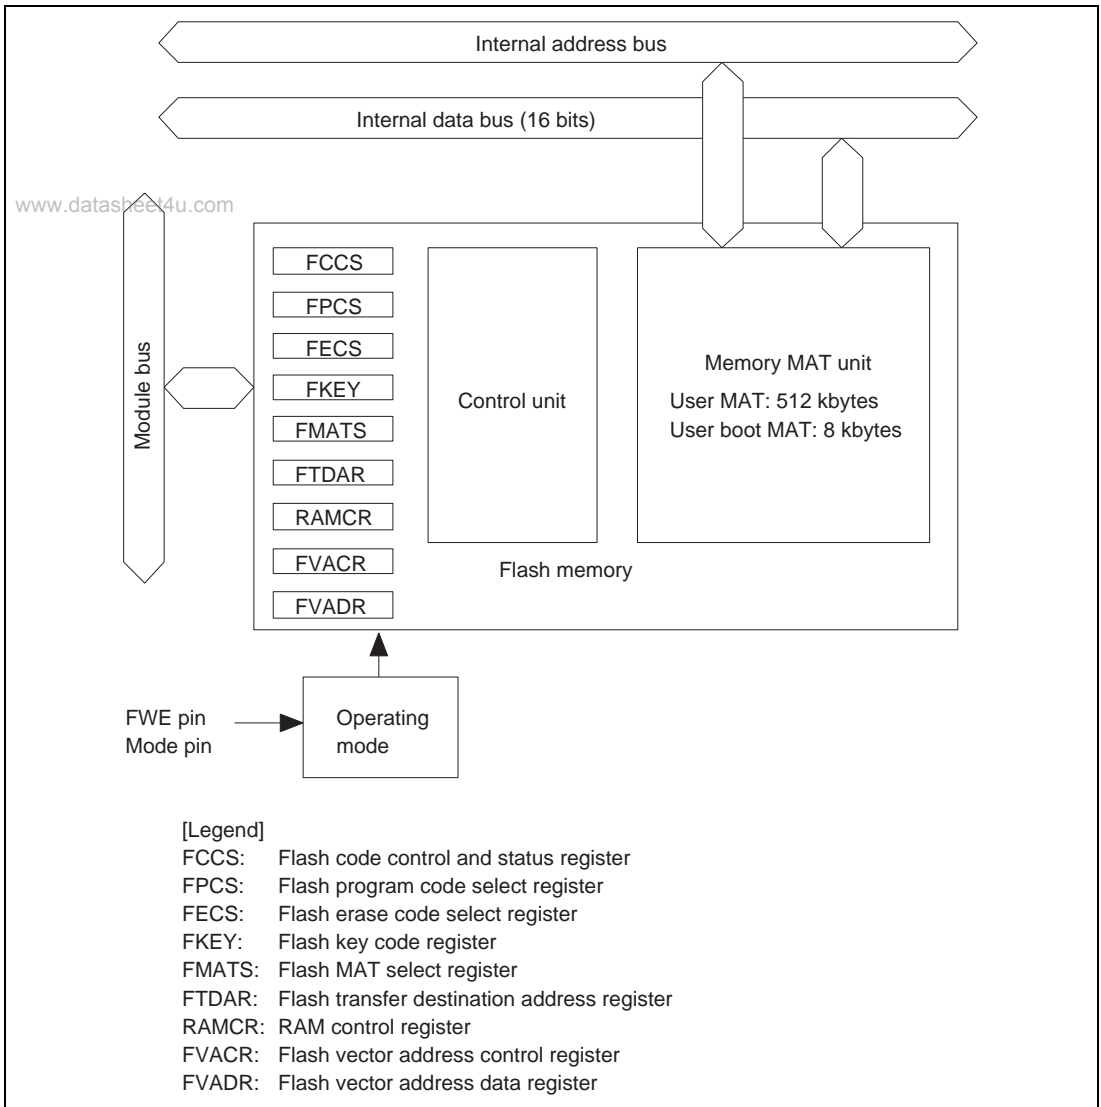 Internal address bus
Internal data bus (16 bits)
www.datasheet4u.com
Module bus
FCCS
FPCS
FECS
FKEY
FMATS
FTDAR
RAMCR
FVACR
FVADR
Control unit
Memory MAT unit
User MAT: 512 kbytes
User boot MAT: 8 kbytes
Flash memory
FWE pin
Mode pin
Operating
mode
[Legend]
FCCS: Flash code control and status register
FPCS: Flash program code select register
FECS: Flash erase code select register
FKEY: Flash key code register
FMATS: Flash MAT select register
FTDAR: Flash transfer destination address register
RAMCR: RAM control register
FVACR: Flash vector address control register
FVADR: Flash vector address data register